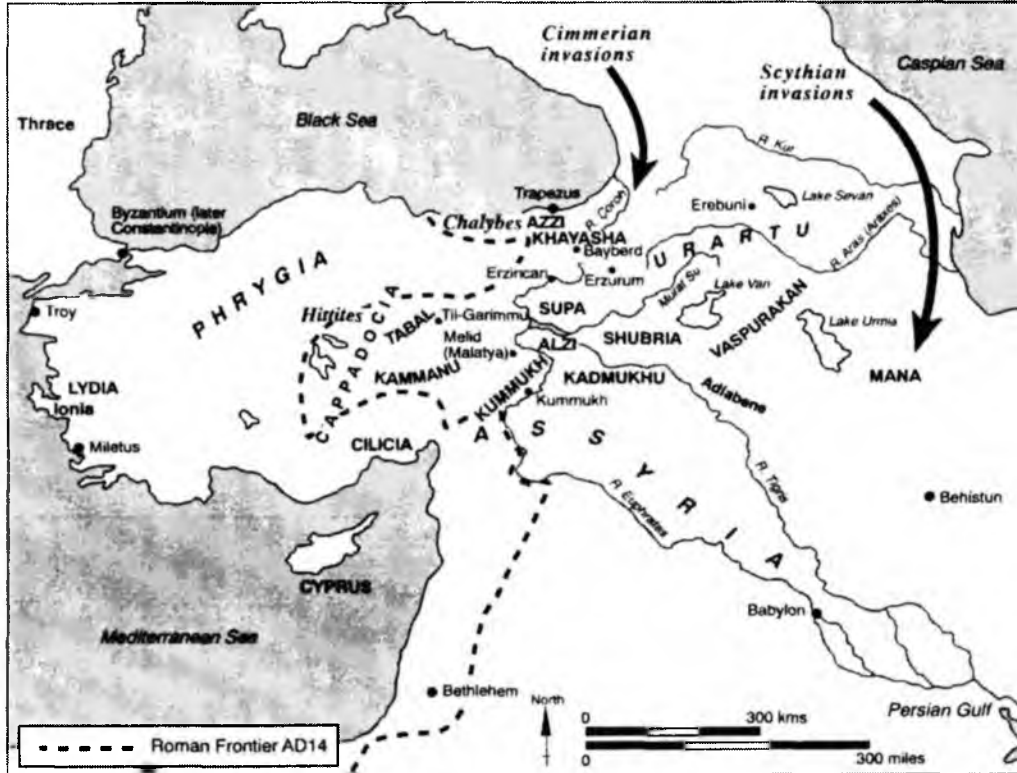 Cimmerian
invasions
Scythian
invasions
Caspian Sea
Black Sea
Thrace
R. Kur
Trapezus
R. Coroh
Erebuni
Lake Sevan
Byzantium (later
Constantinople)
Chalybes
AZZI
KHAYASHA
Bayberd
URARTU
R. Aras (Araxes)
PHRYGIA
Erzincan
Erzurum
Murat Su
Lake Van
Troy
Hittites
CAPPADOCIA
TABAL
Til-Garimmu
SUPA
VASPURAKAN
Lake Urmia
Melid
(Malatya)
ALZI
SHUBRIA
LYDIA
Ionia
KAMMANU
KUMMUKH
KADMUKHU
MANA
Kummukh
Adiabene
Miletus
CILICIA
ASSYRIA
R. Tigris
R. Euphrates
Behistun
CYPRUS
Babylon
Mediterranean Sea
Bethlehem
North
0 300 kms
0 300 miles
Persian Gulf
Roman Frontier AD14